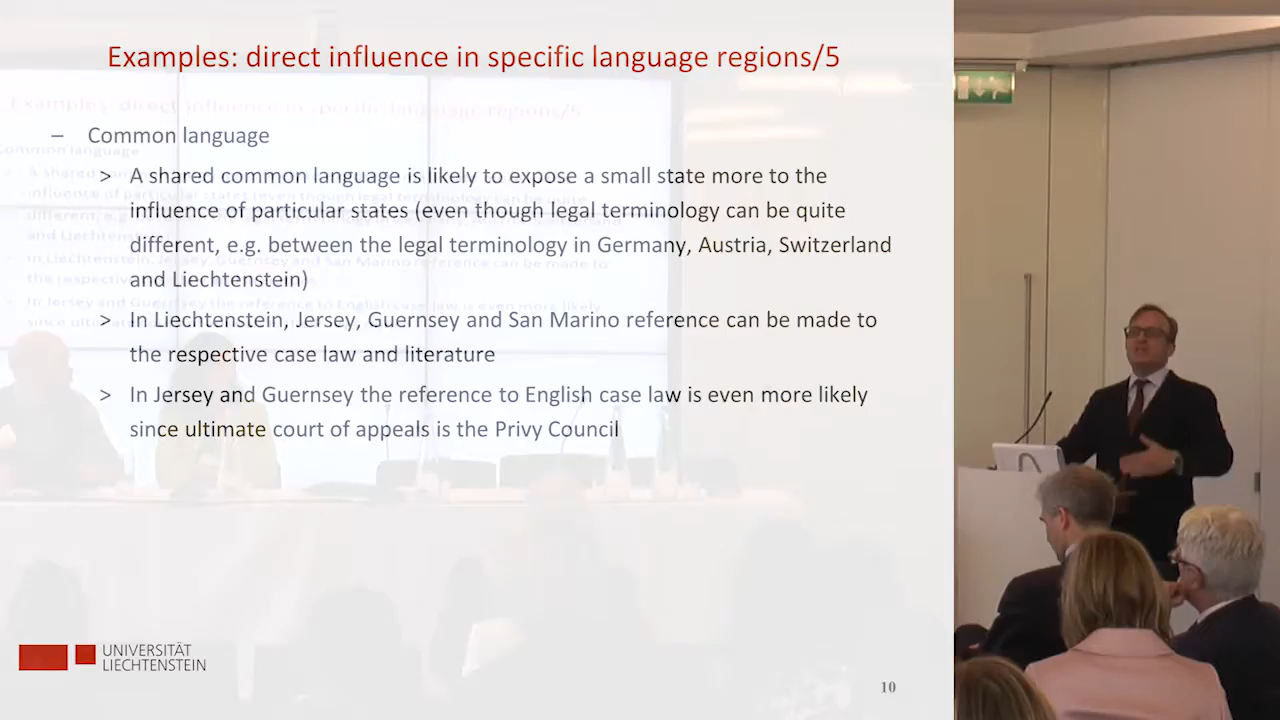 Examples: direct influence in specific language regions/5
– Common language
> A shared common language is likely to expose a small state more to the
influence of particular states (even though legal terminology can be quite
different, e.g. between the legal terminology in Germany, Austria, Switzerland
and Liechtenstein)
> In Liechtenstein, Jersey, Guernsey and San Marino reference can be made to
the respective case law and literature
> In Jersey and Guernsey the reference to English case law is even more likely
since ultimate court of appeals is the Privy Council
UNIVERSITÄT
LIECHTENSTEIN
10